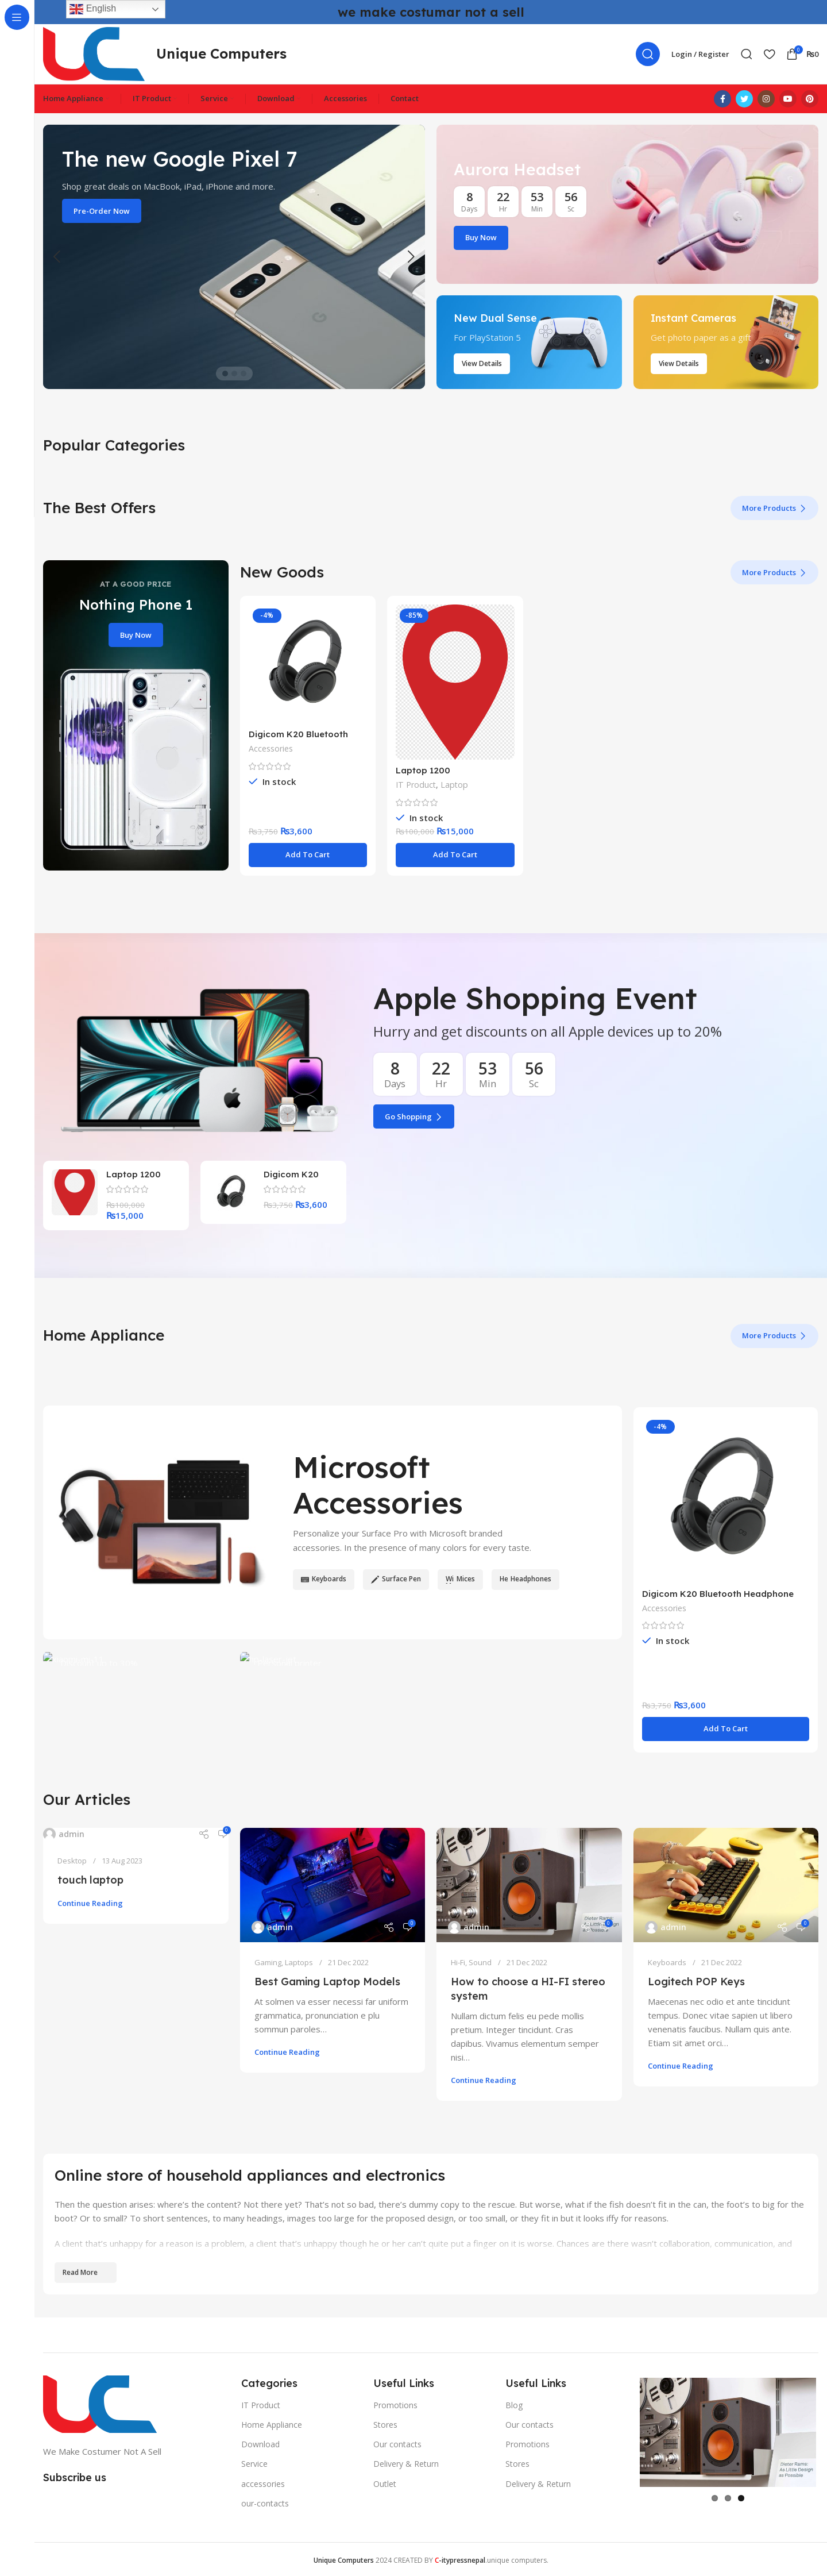 English
we make costumar not a sell
Unique Computers
Login / Register
0
₨0
Home Appliance
IT Product
Service
Download
Accessories
Contact
The new Google Pixel 7
Shop great deals on MacBook, iPad, iPhone and more.
Pre-Order Now
Aurora Headset
8 22 53 56
Days Hr Min Sc
Buy Now
New Dual Sense
For PlayStation 5
View Details
Instant Cameras
Get photo paper as a gift
View Details
Popular Categories
The Best Offers
More Products
AT A GOOD PRICE
Nothing Phone 1
Buy Now
New Goods
More Products
-4%
Digicom K20 Bluetooth
Accessories
In stock
₨3,750 ₨3,600
Add To Cart
-85%
Laptop 1200
IT Product, Laptop
In stock
₨100,000 ₨15,000
Add To Cart
Apple Shopping Event
Hurry and get discounts on all Apple devices up to 20%
8 22 53 56
Days Hr Min Sc
Go Shopping
Laptop 1200
₨100,000
₨15,000
Digicom K20
₨3,750 ₨3,600
Home Appliance
More Products
Microsoft
Accessories
Personalize your Surface Pro with Microsoft branded
accessories. In the presence of many colors for every taste.
Keyboards
Surface Pen
Wi Mices
He Headphones
-4%
Digicom K20 Bluetooth Headphone
Accessories
In stock
₨3,750 ₨3,600
Add To Cart
Our Articles
admin
0
Desktop / 13 Aug 2023
touch laptop
Continue Reading
admin
0
Gaming, Laptops / 21 Dec 2022
Best Gaming Laptop Models
At solmen va esser necessi far uniform
grammatica, pronunciation e plu
sommun paroles...
Continue Reading
admin
0
Hi-Fi, Sound / 21 Dec 2022
How to choose a HI-FI stereo
system
Nullam dictum felis eu pede mollis
pretium. Integer tincidunt. Cras
dapibus. Vivamus elementum semper
nisi...
Continue Reading
admin
0
Keyboards / 21 Dec 2022
Logitech POP Keys
Maecenas nec odio et ante tincidunt
tempus. Donec vitae sapien ut libero
venenatis faucibus. Nullam quis ante.
Etiam sit amet orci...
Continue Reading
Online store of household appliances and electronics
Then the question arises: where's the content? Not there yet? That's not so bad, there's dummy copy to the rescue. But worse, what if the fish doesn't fit in the can, the foot's to big for the
boot? Or to small? To short sentences, to many headings, images too large for the proposed design, or too small, or they fit in but it looks iffy for reasons.
A client that's unhappy for a reason is a problem, a client that's unhappy though he or her can't quite put a finger on it is worse. Chances are there wasn't collaboration, communication, and
Read More
We Make Costumer Not A Sell
Subscribe us
Categories
IT Product
Home Appliance
Download
Service
accessories
our-contacts
Useful Links
Promotions
Stores
Our contacts
Delivery & Return
Outlet
Useful Links
Blog
Our contacts
Promotions
Stores
Delivery & Return
Dieter Rams:
As Little Design
as Possible
Unique Computers 2024 CREATED BY C-itypressnepal.unique computers.